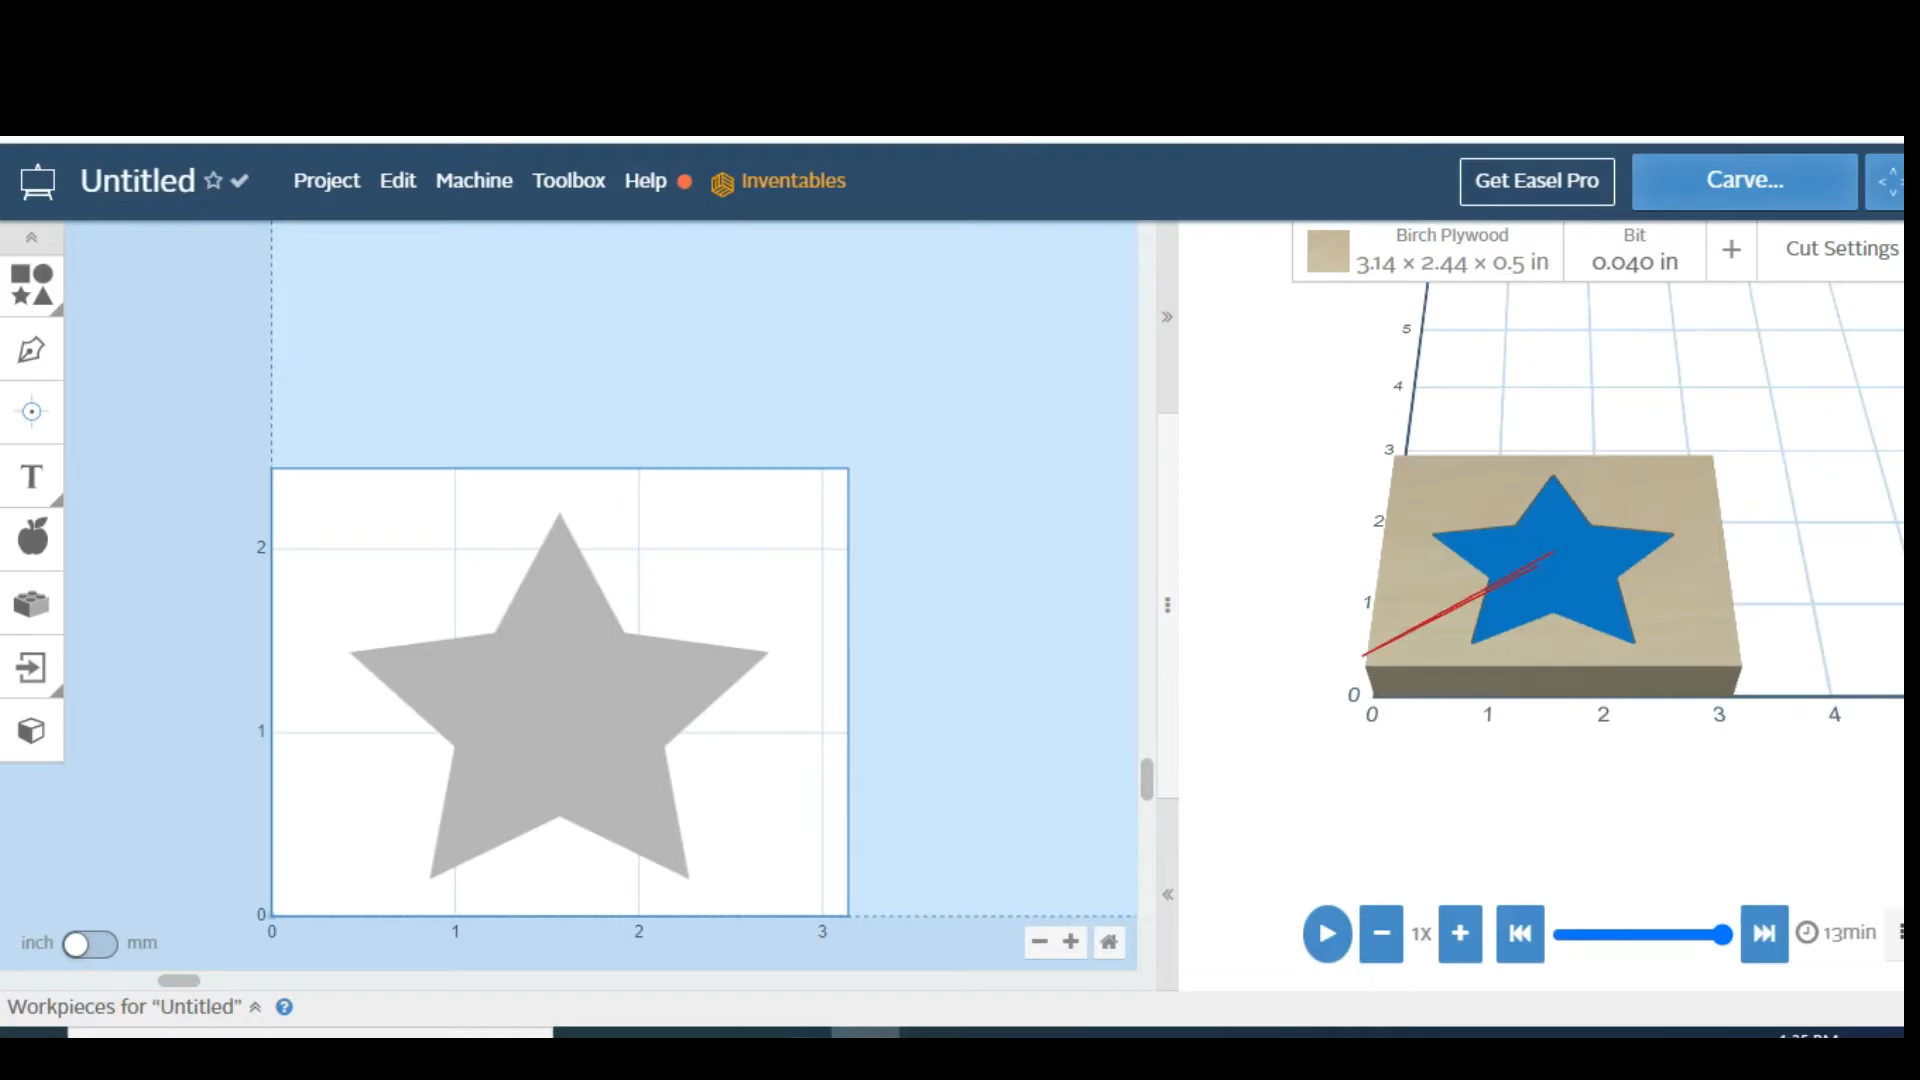 Untitled Project Edit Machine Toolbox Help Inventables Get Easel Pro Carve...
Birch Plywood Bit
3.14 × 2.44 × 0.5 in 0.040 in + Cut Settings
T
2
1
0
0 1 2 3
5
4
3
2
1
0
0 1 2 3 4
inch mm
1X 13min
Workpieces for “Untitled” ?